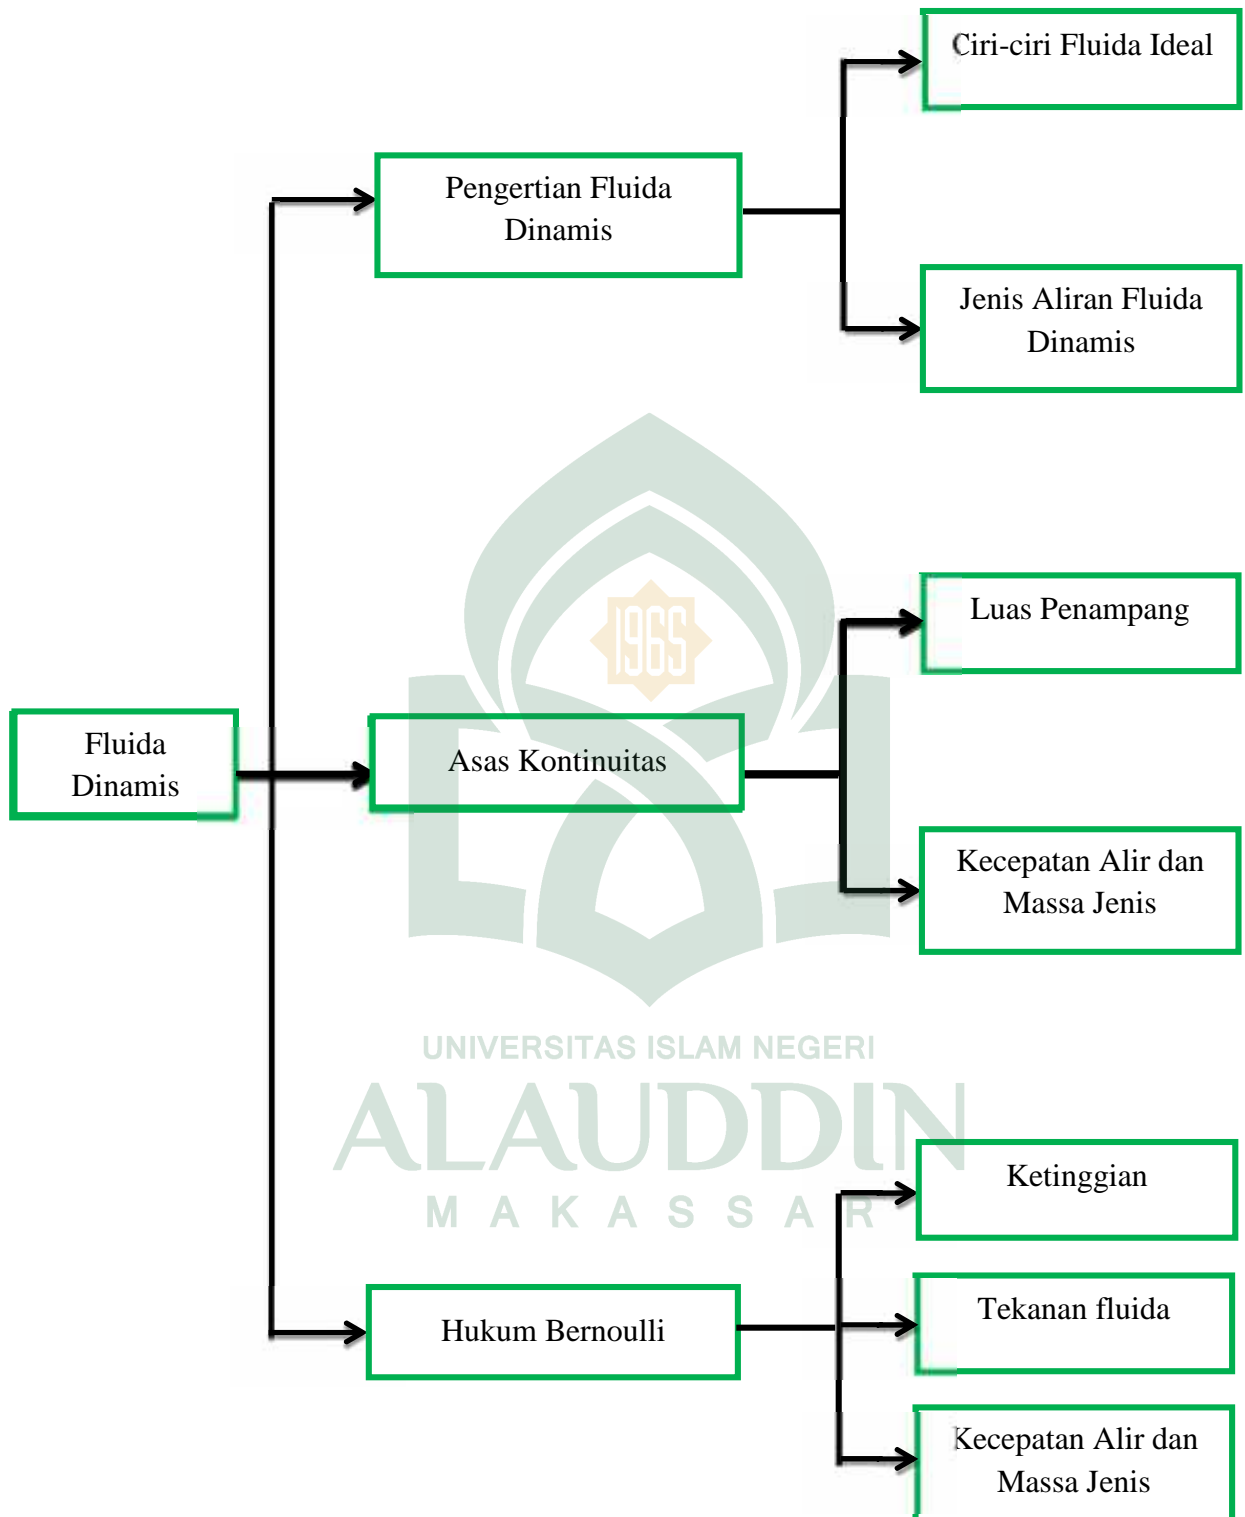 Ciri-ciri Fluida Ideal
Pengertian Fluida
Dinamis
Jenis Aliran Fluida
Dinamis
Luas Penampang
1965
Fluida
Dinamis
Asas Kontinuitas
Kecepatan Alir dan
Massa Jenis
UNIVERSITAS ISLAM NEGERI
ALAUDDIN
MAKASSAR
Ketinggian
Hukum Bernoulli
Tekanan fluida
Kecepatan Alir dan
Massa Jenis